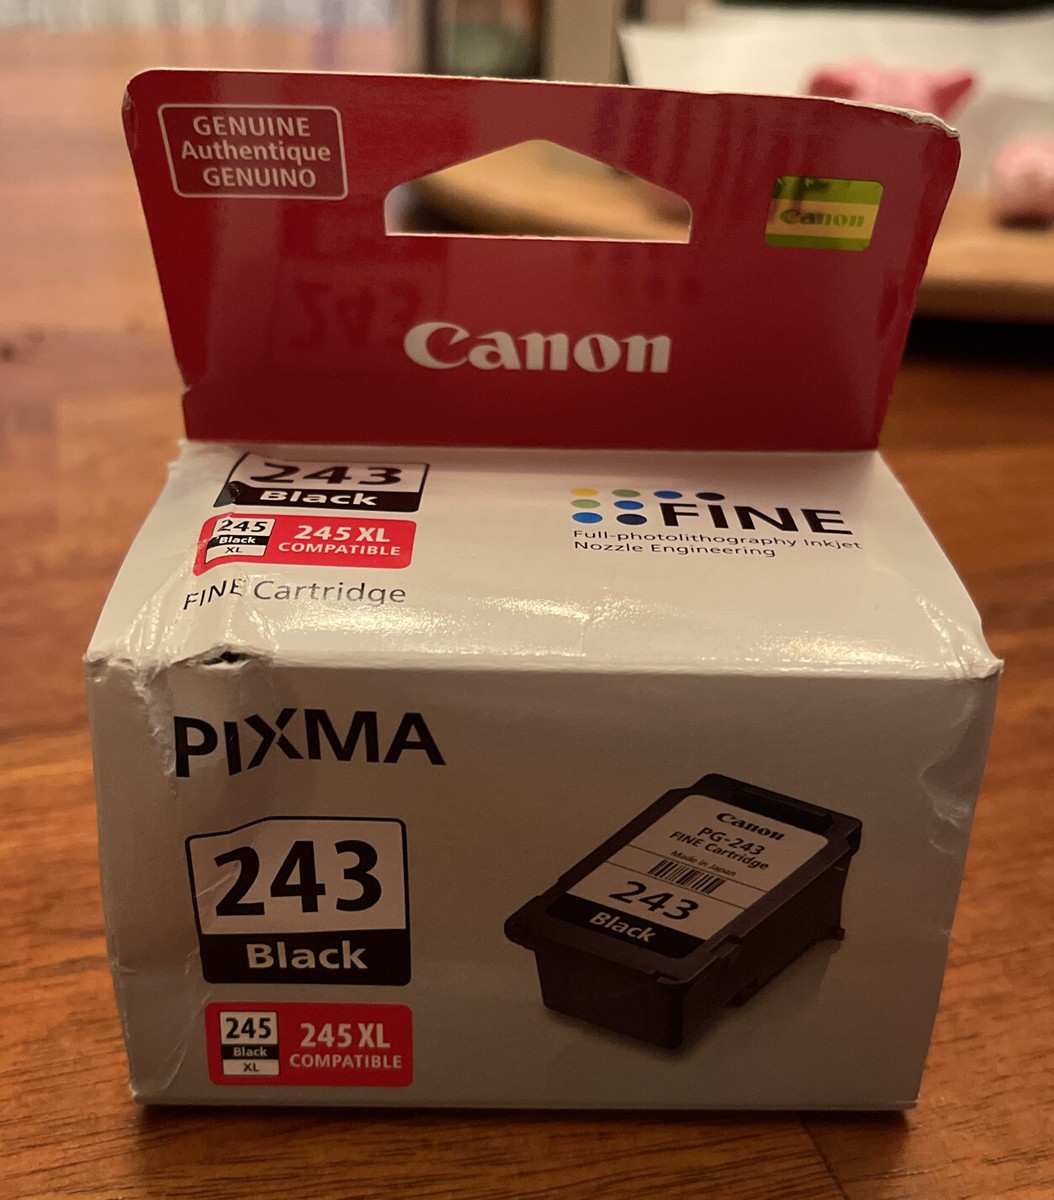 GENUINE
Authentique
GENUINO
Canon
Canon
243
Black
245
Black
XL
245 XL
COMPATIBLE
FINE Cartridge
FINE
Full-photolithography Inkjet
Nozzle Engineering
PIXMA
243
Black
245
Black
XL
245 XL
COMPATIBLE
Canon
PG-243
FINE Cartridge
Made in Japan
243
Black